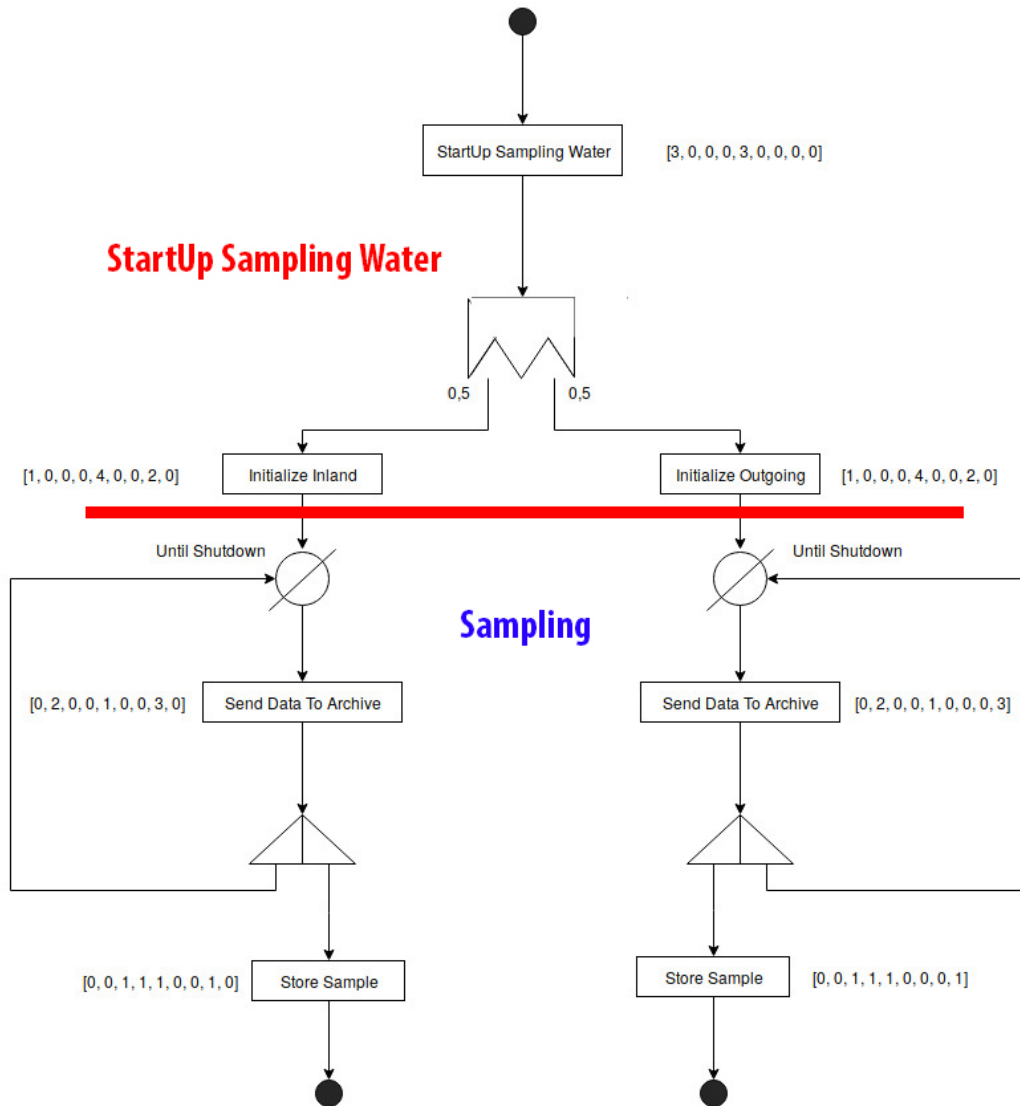 StartUp Sampling Water
[3, 0, 0, 0, 3, 0, 0, 0, 0]
StartUp Sampling Water
0,5
0,5
[1, 0, 0, 0, 4, 0, 0, 2, 0]
Initialize Inland
Initialize Outgoing
[1, 0, 0, 0, 4, 0, 0, 2, 0]
Until Shutdown
Until Shutdown
Sampling
[0, 2, 0, 0, 1, 0, 0, 3, 0]
Send Data To Archive
Send Data To Archive
[0, 2, 0, 0, 1, 0, 0, 0, 3]
[0, 0, 1, 1, 1, 0, 0, 1, 0]
Store Sample
Store Sample
[0, 0, 1, 1, 1, 0, 0, 0, 1]